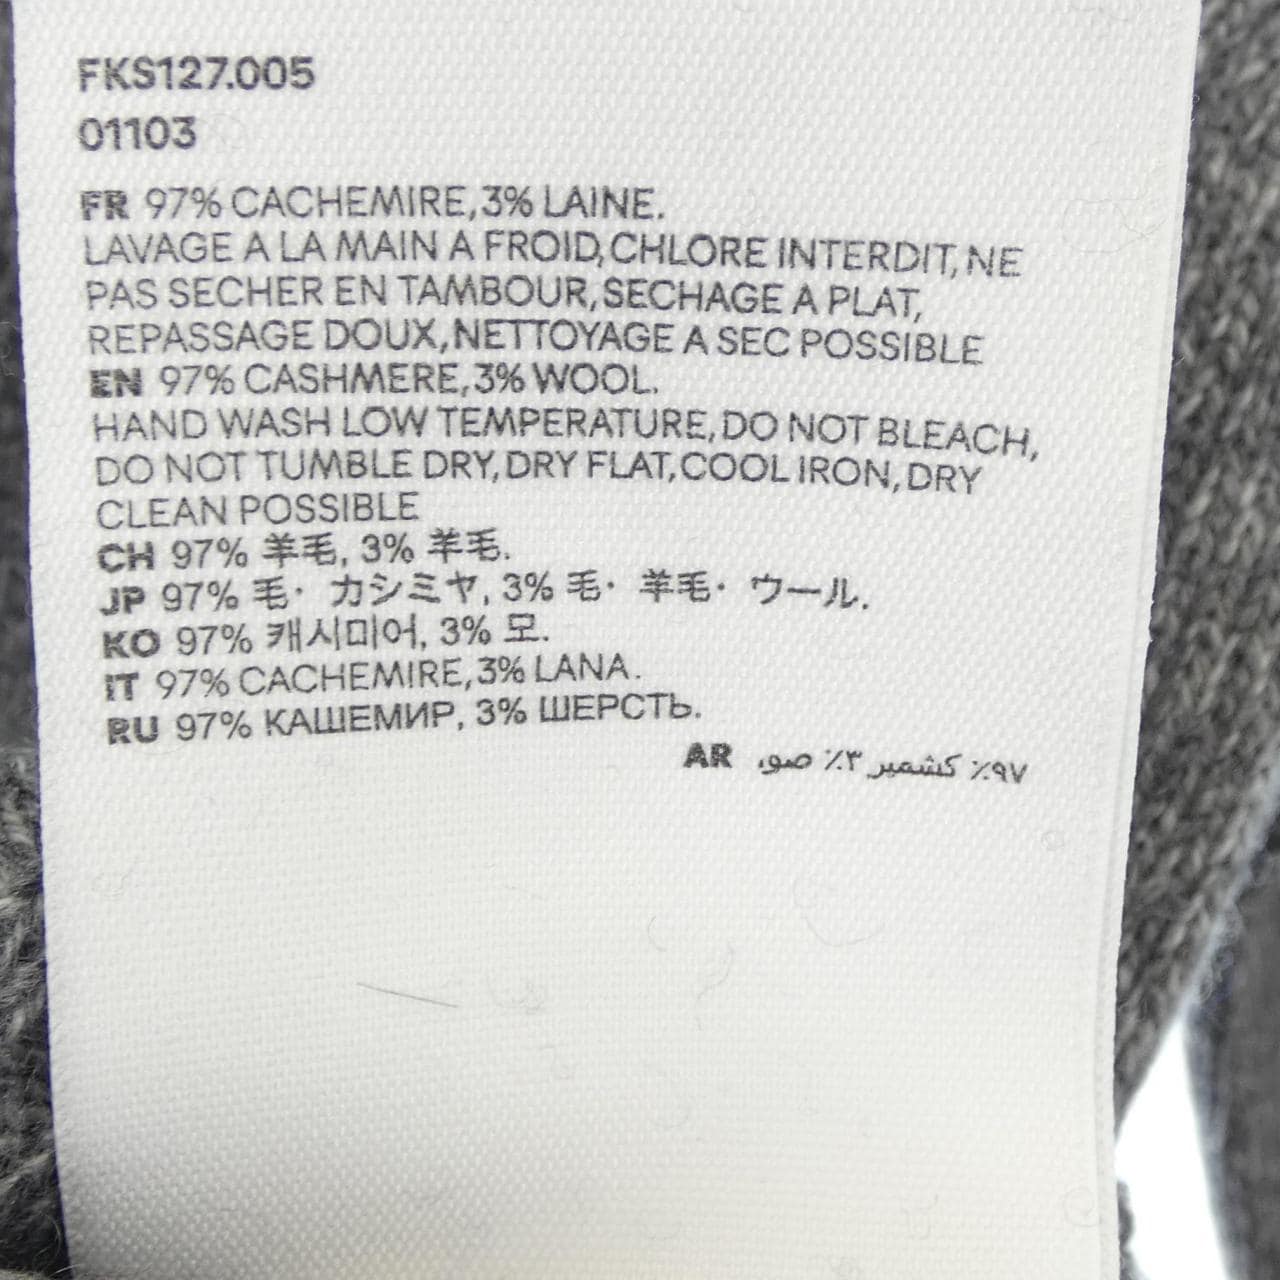 FKS127.005
01103
FR 97% CACHEMIRE, 3% LAINE.
LAVAGE A LA MAIN A FROID, CHLORE INTERDIT, NE
PAS SECHER EN TAMBOUR, SECHAGE A PLAT,
REPASSAGE DOUX, NETTOYAGE A SEC POSSIBLE
EN 97% CASHMERE, 3% WOOL.
HAND WASH LOW TEMPERATURE, DO NOT BLEACH,
DO NOT TUMBLE DRY, DRY FLAT, COOL IRON, DRY
CLEAN POSSIBLE
CH 97% 羊毛, 3% 羊毛.
JP 97% 毛· カシミヤ, 3% 毛· 羊毛· ウール.
KO 97% 캐시미어, 3% 모.
IT 97% CACHEMIRE, 3% LANA.
RU 97% КАШЕМИР, 3% ШЕРСТЬ.
AR ٩٧٪ كشمير ٣٪ صو.